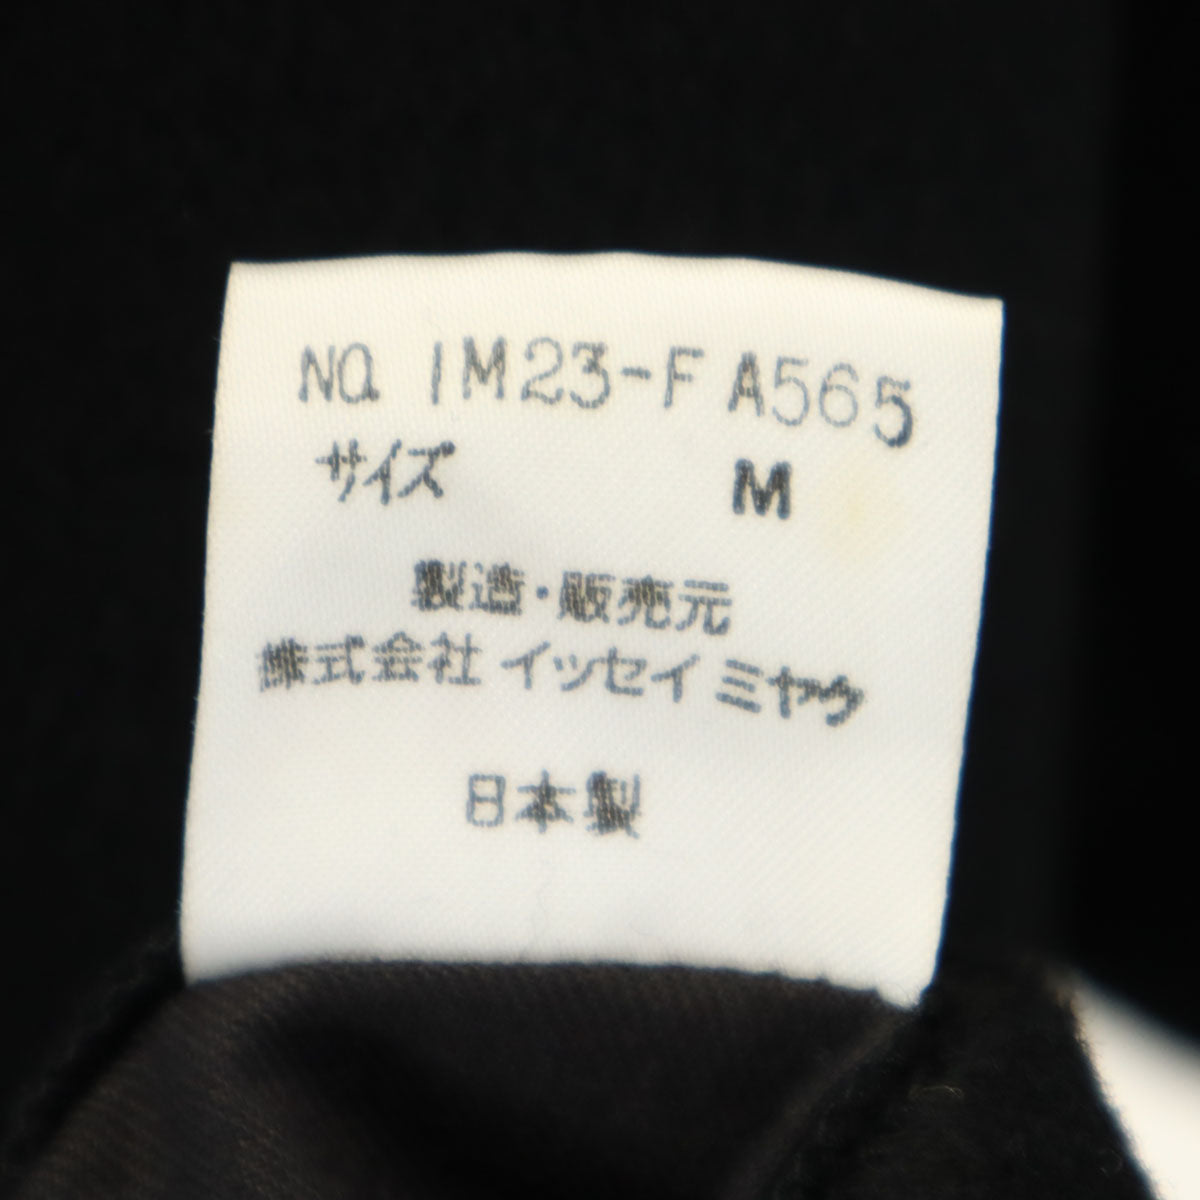 NO. IM23-FA565
サイズ M
製造・販売元
株式会社 イッセイミヤケ
日本製